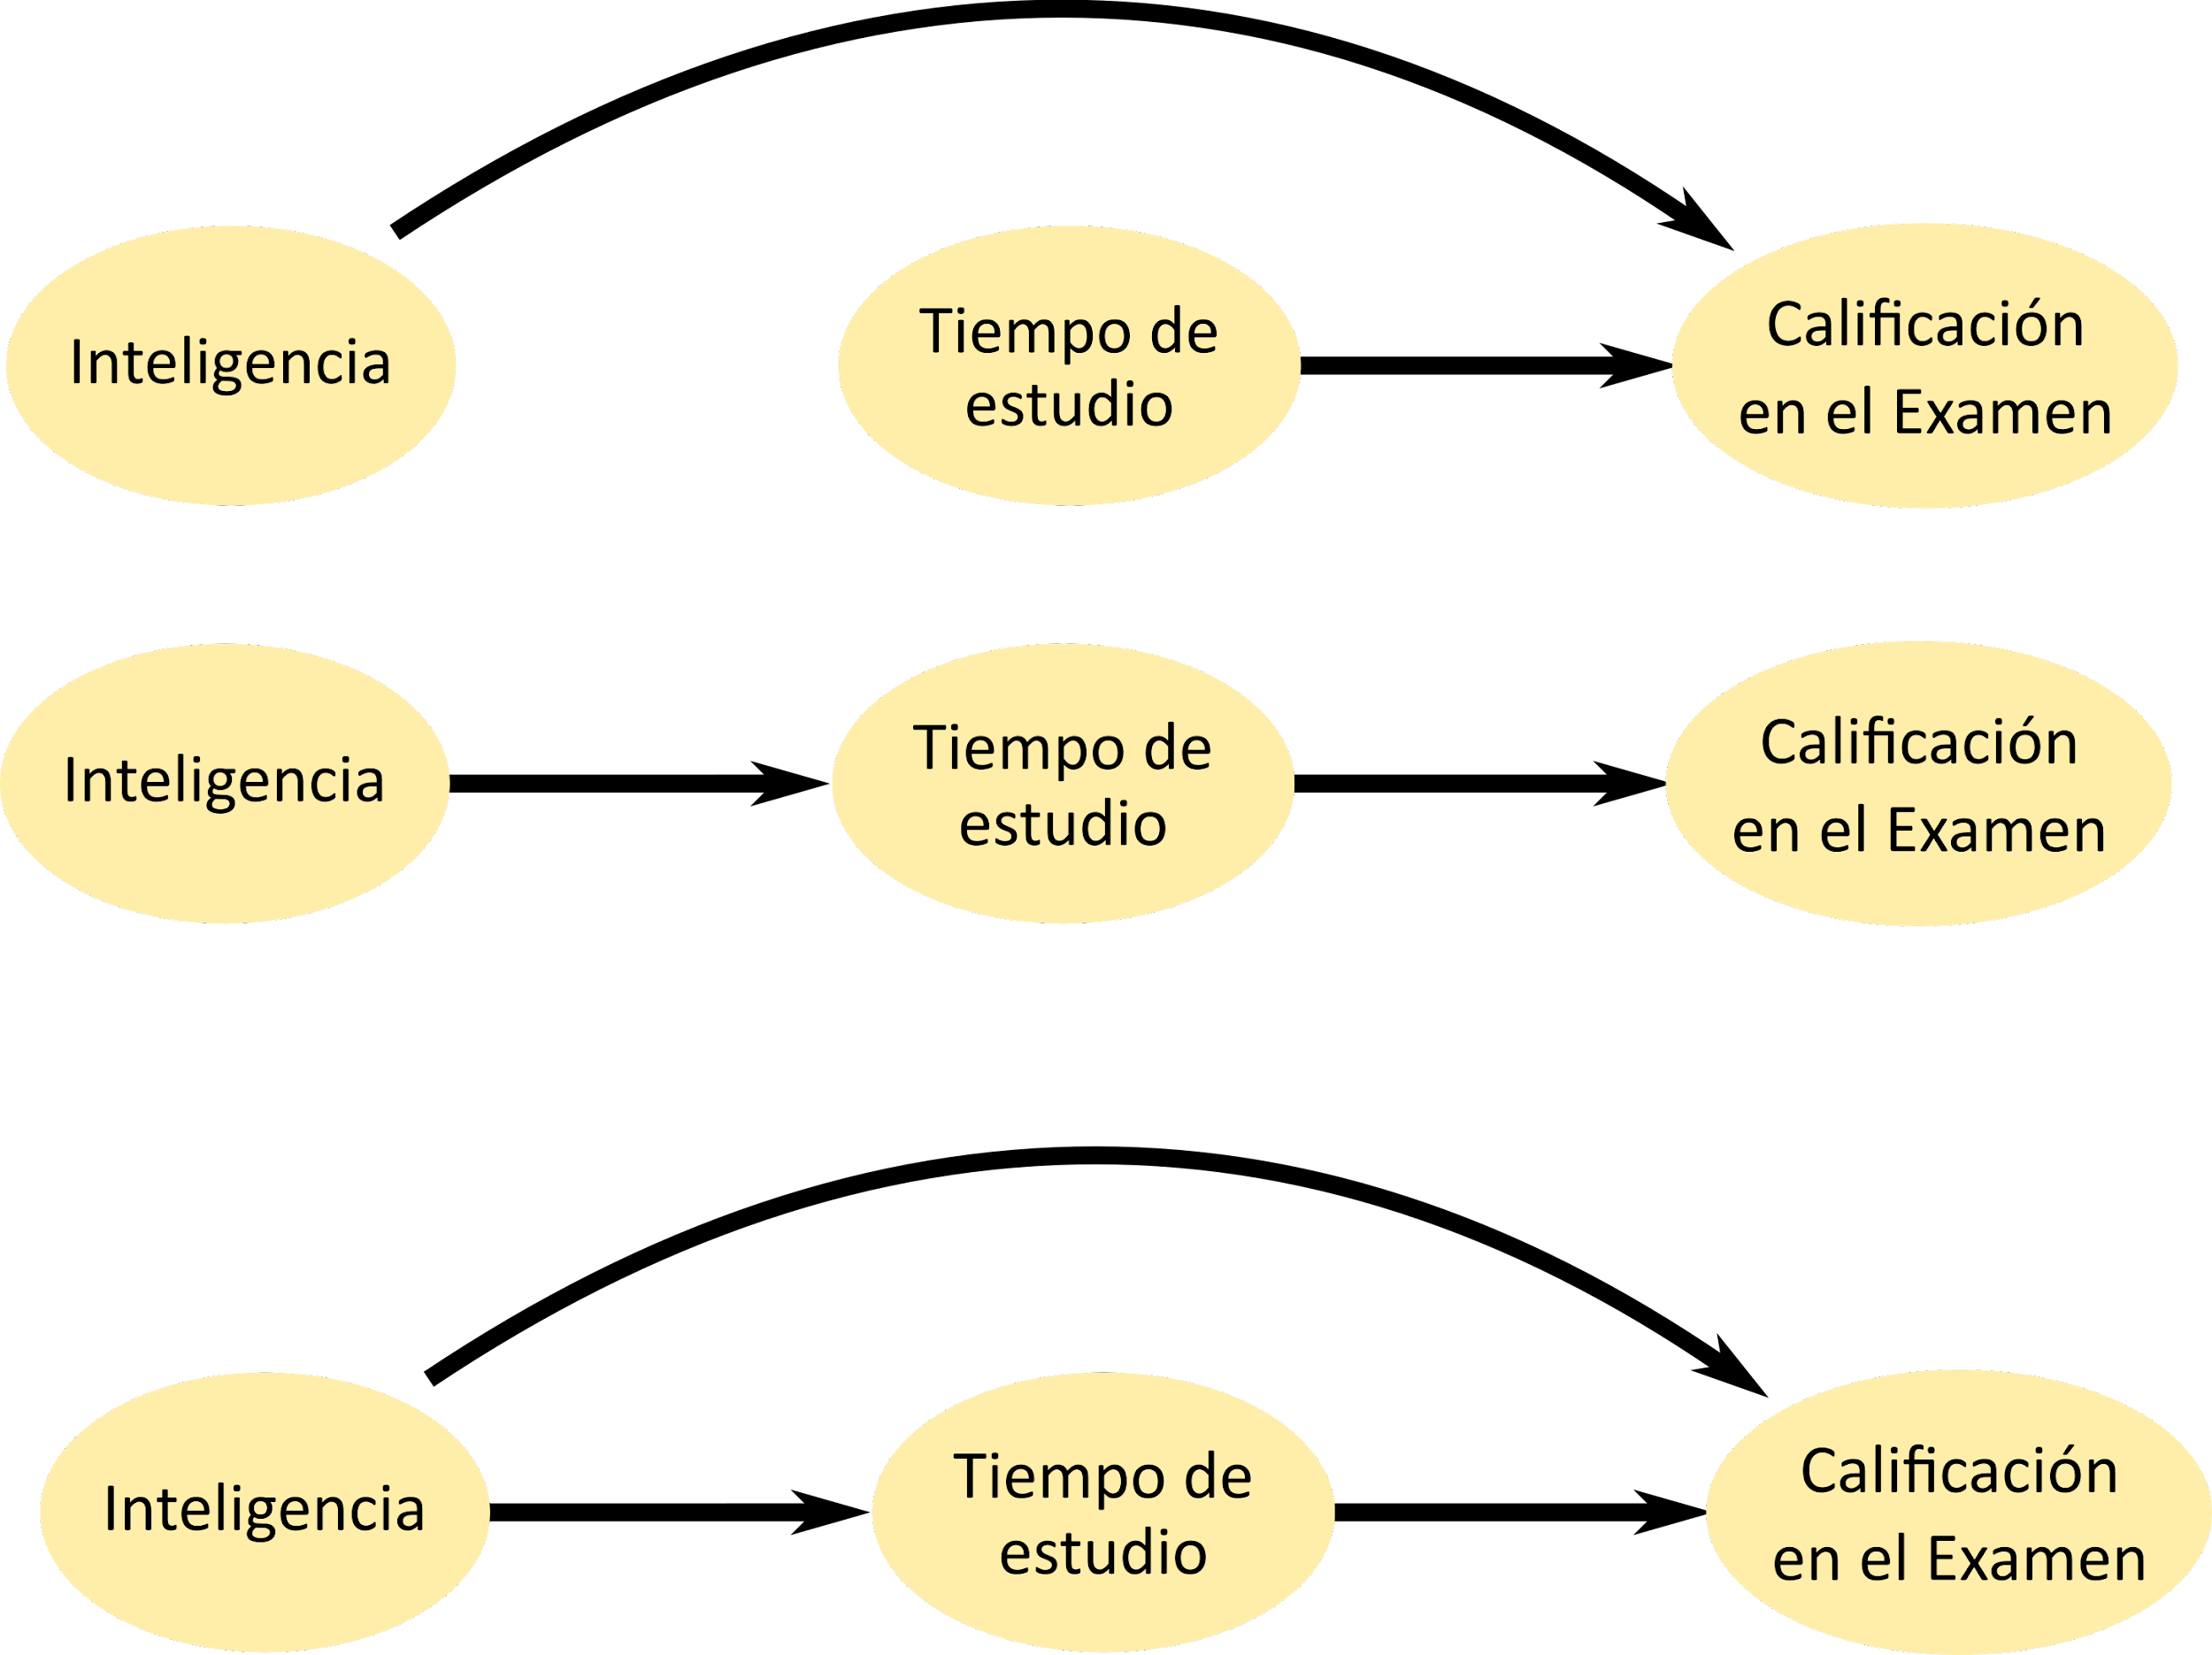 Inteligencia
Tiempo de
estudio
Calificación
en el Examen
Inteligencia
Tiempo de
estudio
Calificación
en el Examen
Inteligencia
Tiempo de
estudio
Calificación
en el Examen